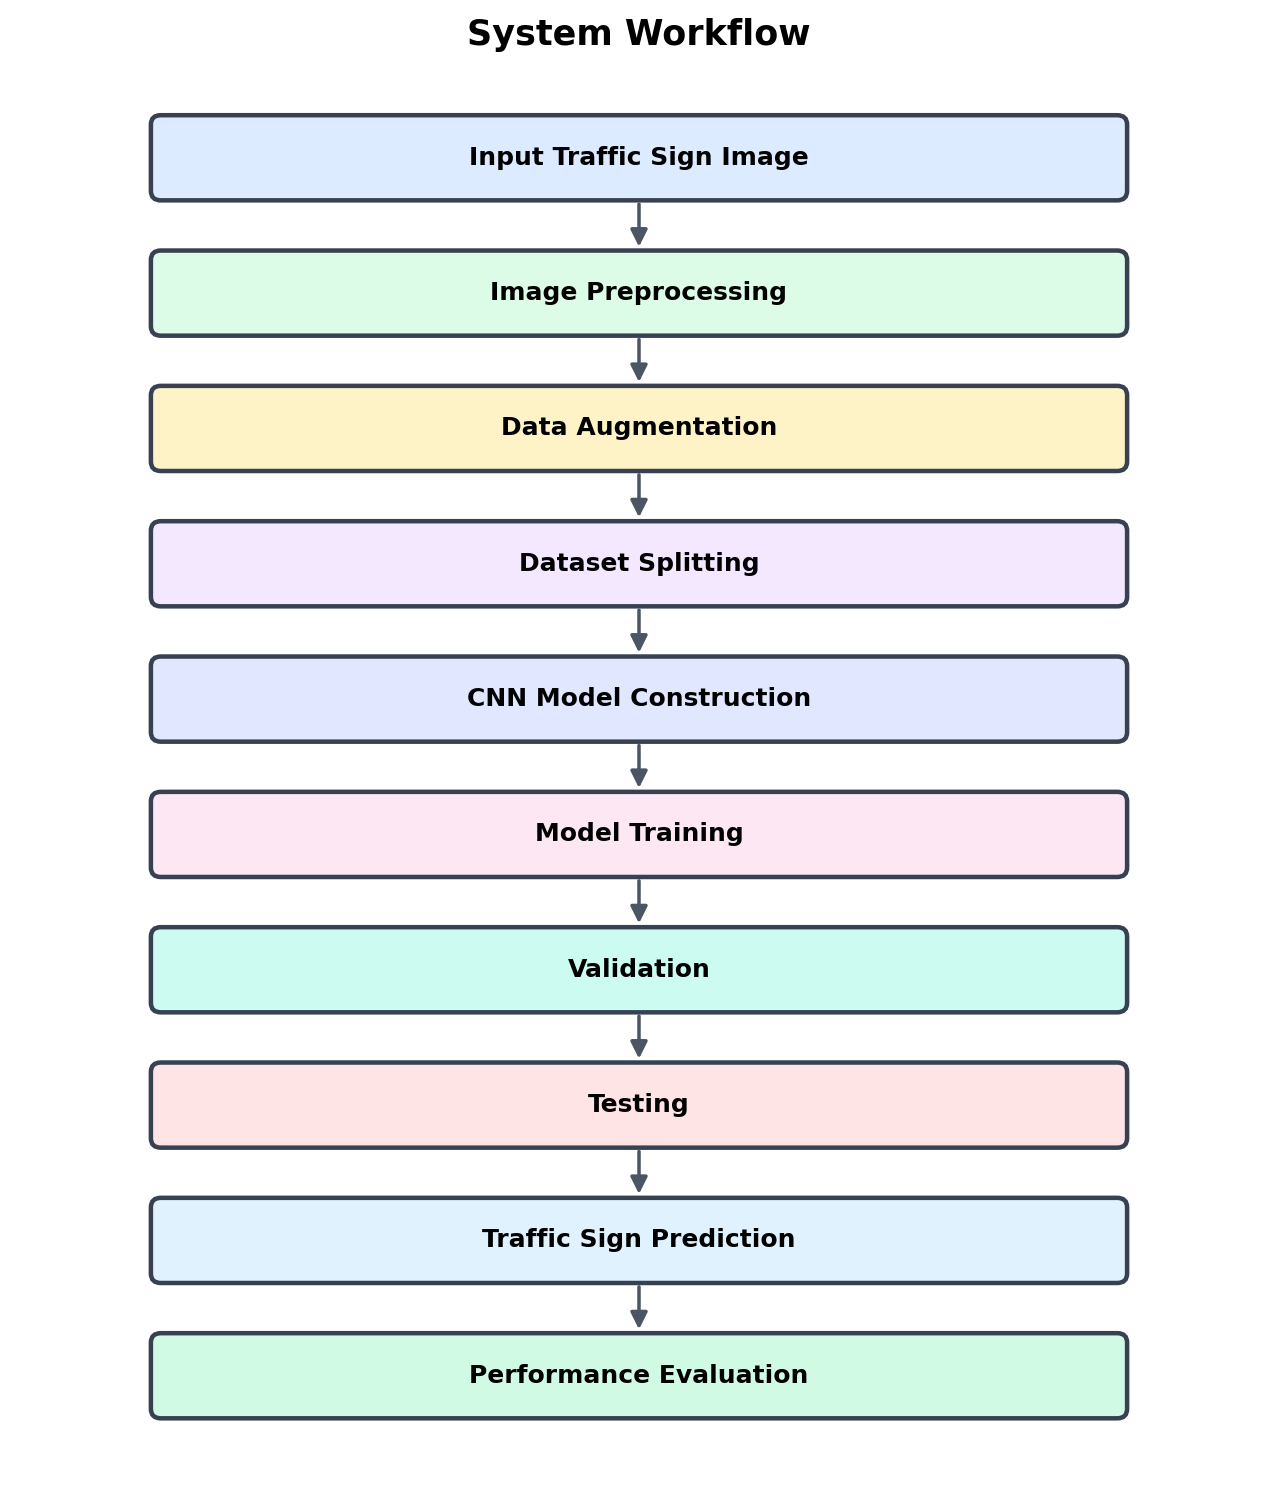 System Workflow
Input Traffic Sign Image
Image Preprocessing
Data Augmentation
Dataset Splitting
CNN Model Construction
Model Training
Validation
Testing
Traffic Sign Prediction
Performance Evaluation